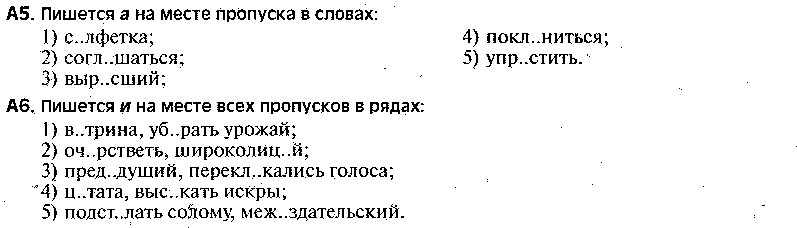 А5. Пишется а на месте пропуска в словах:
1) с..лфетка;
2) согл..шаться;
3) выр..сший;
4) покл..ниться;
5) упр..стить.
А6. Пишется и на месте всех пропусков в рядах:
1) в..трина, уб..рать урожай;
2) оч..рстветь, широколиц..й;
3) пред..дущий, перекл..кались голоса;
4) ц..тата, выс..кать искры;
5) подст..лать солому, меж..здательский.